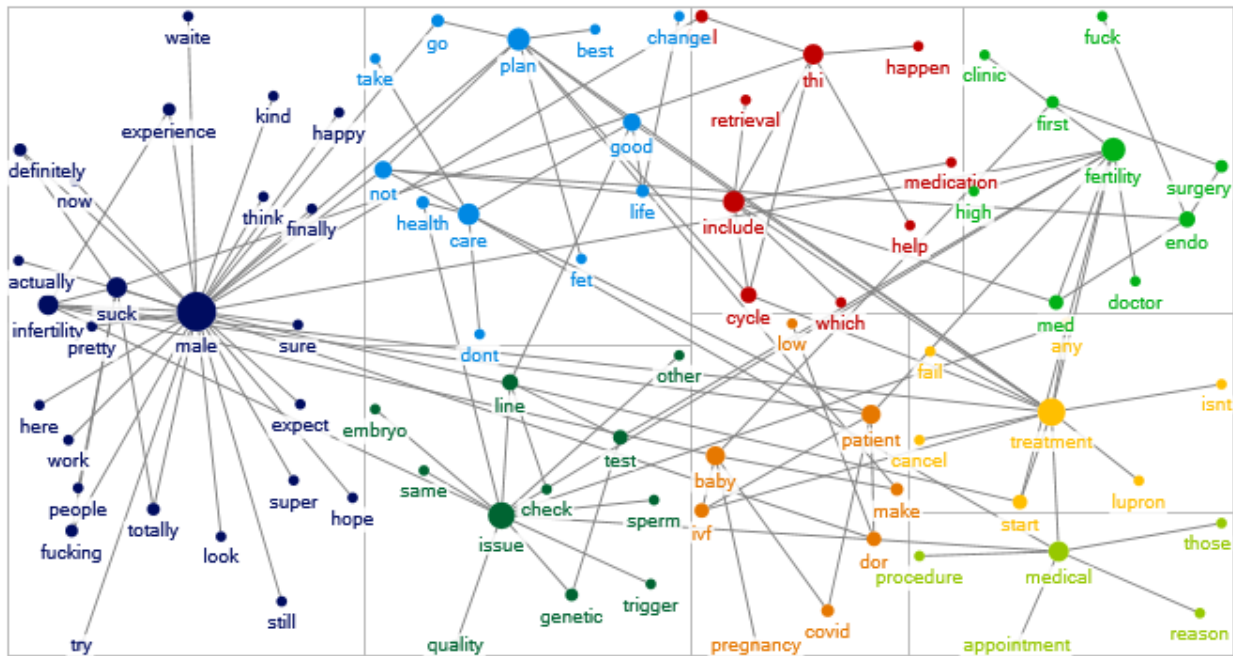 waite
experience
kind
happy
definitely
now
think
finally
actually
infertility
suck
pretty
male
sure
here
work
people
fucking
totally
expect
super
hope
look
still
try
go
plan
best
change
take
good
not
health
care
life
fet
dont
other
line
embryo
test
same
check
sperm
issue
genetic
trigger
quality
l
thi
happen
retrieval
medication
include
help
cycle
which
low
patient
baby
make
ivf
dor
covid
pregnancy
fuck
clinic
first
fertility
surgery
high
endo
doctor
med
any
fail
isnt
treatment
cancel
lupron
start
those
procedure
medical
reason
appointment